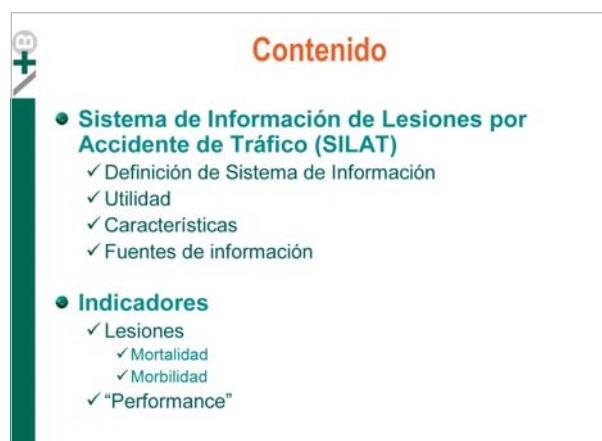 Contenido
Sistema de Información de Lesiones por
Accidente de Tráfico (SILAT)
Definición de Sistema de Información
Utilidad
Características
Fuentes de información
Indicadores
Lesiones
Mortalidad
Morbilidad
“Performance”